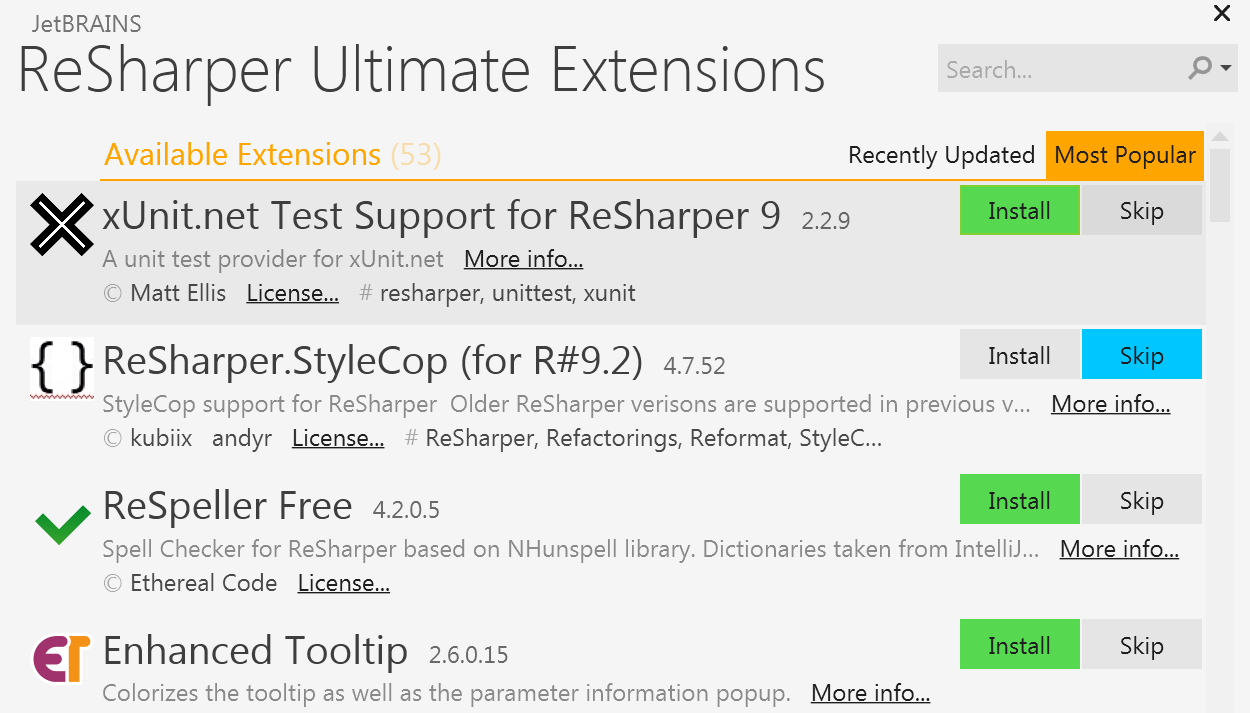 JetBRAINS
ReSharper Ultimate Extensions
Search...
Available Extensions (53)
Recently Updated
Most Popular
xUnit.net Test Support for ReSharper 9 2.2.9
Install Skip
A unit test provider for xUnit.net More info...
© Matt Ellis License... # resharper, unittest, xunit
ReSharper.StyleCop (for R#9.2) 4.7.52
Install Skip
StyleCop support for ReSharper Older ReSharper verisons are supported in previous v... More info...
© kubiix andyr License... # ReSharper, Refactorings, Reformat, StyleC...
ReSpeller Free 4.2.0.5
Install Skip
Spell Checker for ReSharper based on NHunspell library. Dictionaries taken from IntelliJ... More info...
© Ethereal Code License...
ET
Enhanced Tooltip 2.6.0.15
Install Skip
Colorizes the tooltip as well as the parameter information popup. More info...